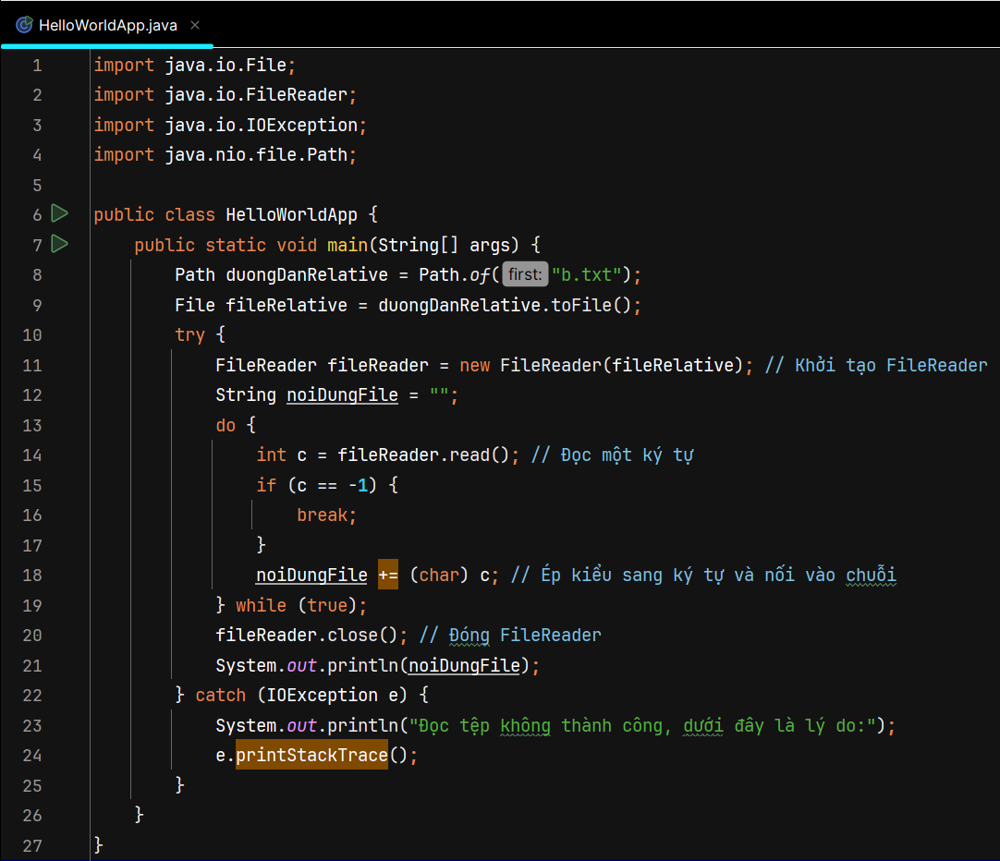 HelloWorldApp.java ×
1 import java.io.File;
2 import java.io.FileReader;
3 import java.io.IOException;
4 import java.nio.file.Path;
5
6 public class HelloWorldApp {
7     public static void main(String[] args) {
8         Path duongDanRelative = Path.of( first: "b.txt");
9         File fileRelative = duongDanRelative.toFile();
10         try {
11             FileReader fileReader = new FileReader(fileRelative); // Khởi tạo FileReader
12             String noiDungFile = "";
13             do {
14                 int c = fileReader.read(); // Đọc một ký tự
15                 if (c == -1) {
16                     break;
17                 }
18                 noiDungFile += (char) c; // Ép kiểu sang ký tự và nối vào chuỗi
19             } while (true);
20             fileReader.close(); // Đóng FileReader
21             System.out.println(noiDungFile);
22         } catch (IOException e) {
23             System.out.println("Đọc tệp không thành công, dưới đây là lý do:");
24             e.printStackTrace();
25         }
26     }
27 }